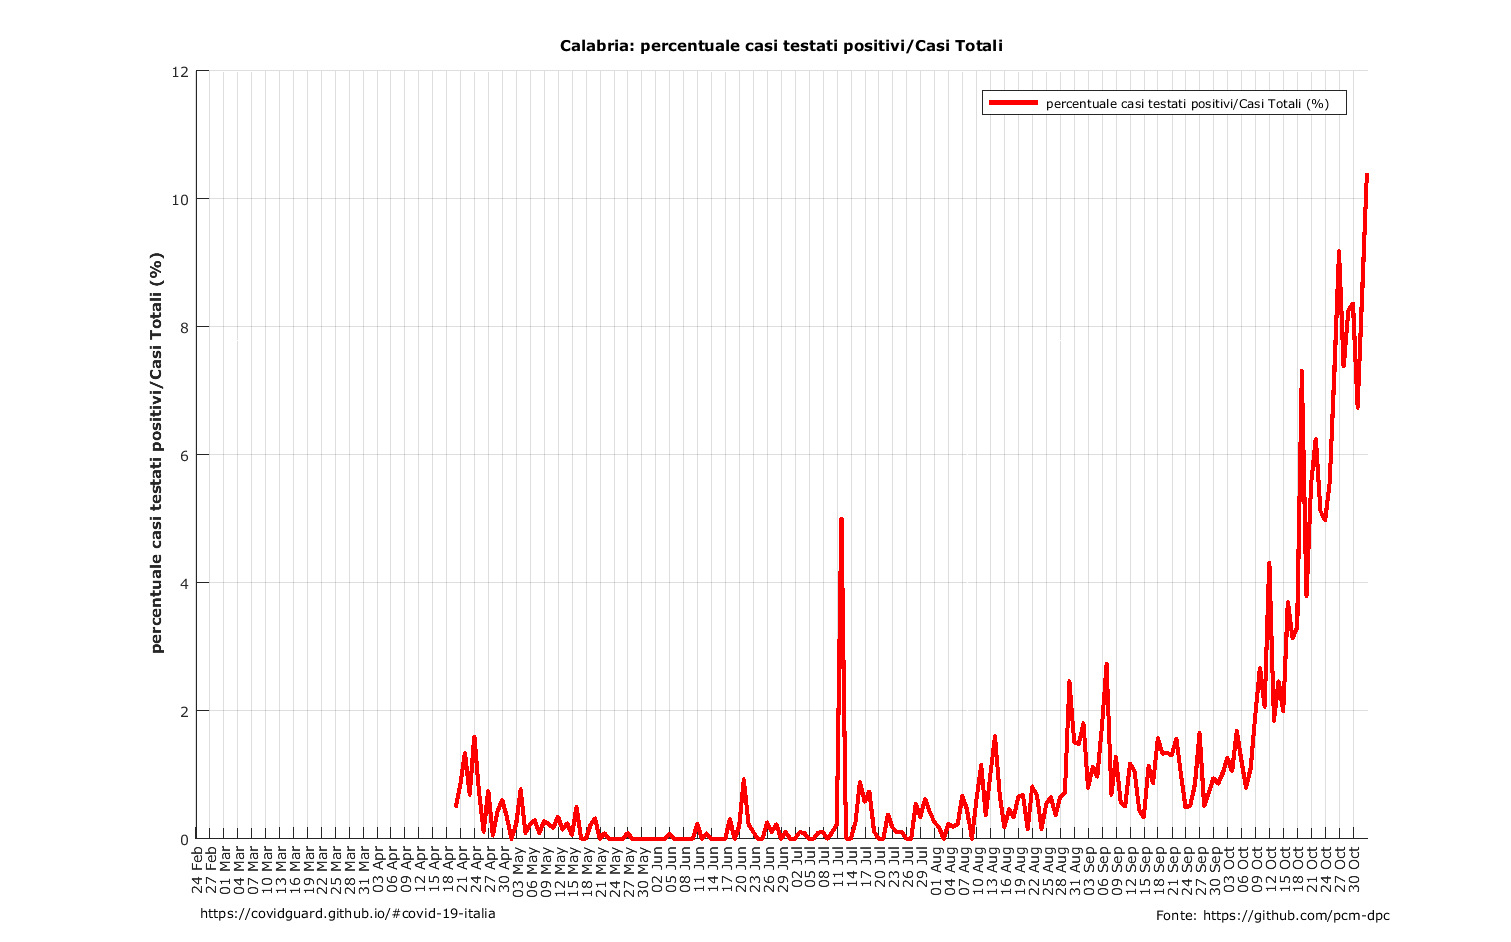 Calabria: percentuale casi testati positivi/Casi Totali
percentuale casi testati positivi/Casi Totali (%)
percentuale casi testati positivi/Casi Totali (%)
12
10
8
6
4
2
0
24 Feb
27 Feb
01 Mar
04 Mar
07 Mar
10 Mar
13 Mar
16 Mar
19 Mar
22 Mar
25 Mar
28 Mar
31 Mar
03 Apr
06 Apr
09 Apr
12 Apr
15 Apr
18 Apr
21 Apr
24 Apr
27 Apr
30 Apr
03 May
06 May
09 May
12 May
15 May
18 May
21 May
24 May
27 May
30 May
02 Jun
05 Jun
08 Jun
11 Jun
14 Jun
17 Jun
20 Jun
23 Jun
26 Jun
29 Jun
02 Jul
05 Jul
08 Jul
11 Jul
14 Jul
17 Jul
20 Jul
23 Jul
26 Jul
29 Jul
01 Aug
04 Aug
07 Aug
10 Aug
13 Aug
16 Aug
19 Aug
22 Aug
25 Aug
28 Aug
31 Aug
03 Sep
06 Sep
09 Sep
12 Sep
15 Sep
18 Sep
21 Sep
24 Sep
27 Sep
30 Sep
03 Oct
06 Oct
09 Oct
12 Oct
15 Oct
18 Oct
21 Oct
24 Oct
27 Oct
30 Oct
https://covidguard.github.io/#covid-19-italia
Fonte: https://github.com/pcm-dpc